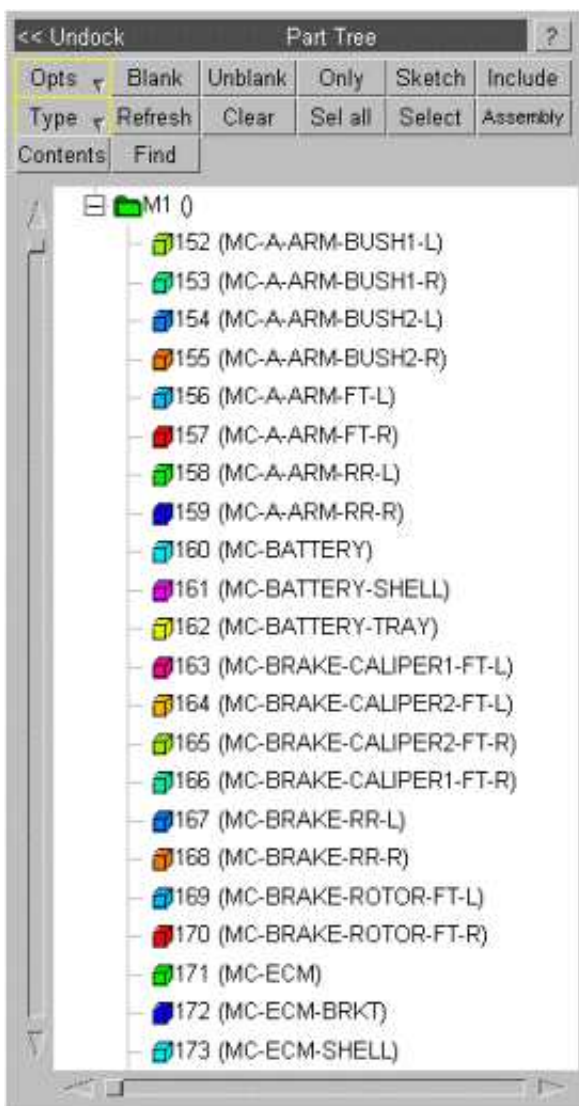 << Undock Part Tree ?
Opts Blank Unblank Only Sketch Include
Type Refresh Clear Sel all Select Assembly
Contents Find
M1 ()
152 (MC-A-ARM-BUSH1-L)
153 (MC-A-ARM-BUSH1-R)
154 (MC-A-ARM-BUSH2-L)
155 (MC-A-ARM-BUSH2-R)
156 (MC-A-ARM-FT-L)
157 (MC-A-ARM-FT-R)
158 (MC-A-ARM-RR-L)
159 (MC-A-ARM-RR-R)
160 (MC-BATTERY)
161 (MC-BATTERY-SHELL)
162 (MC-BATTERY-TRAY)
163 (MC-BRAKE-CALIPER1-FT-L)
164 (MC-BRAKE-CALIPER2-FT-L)
165 (MC-BRAKE-CALIPER2-FT-R)
166 (MC-BRAKE-CALIPER1-FT-R)
167 (MC-BRAKE-RR-L)
168 (MC-BRAKE-RR-R)
169 (MC-BRAKE-ROTOR-FT-L)
170 (MC-BRAKE-ROTOR-FT-R)
171 (MC-ECM)
172 (MC-ECM-BRKT)
173 (MC-ECM-SHELL)